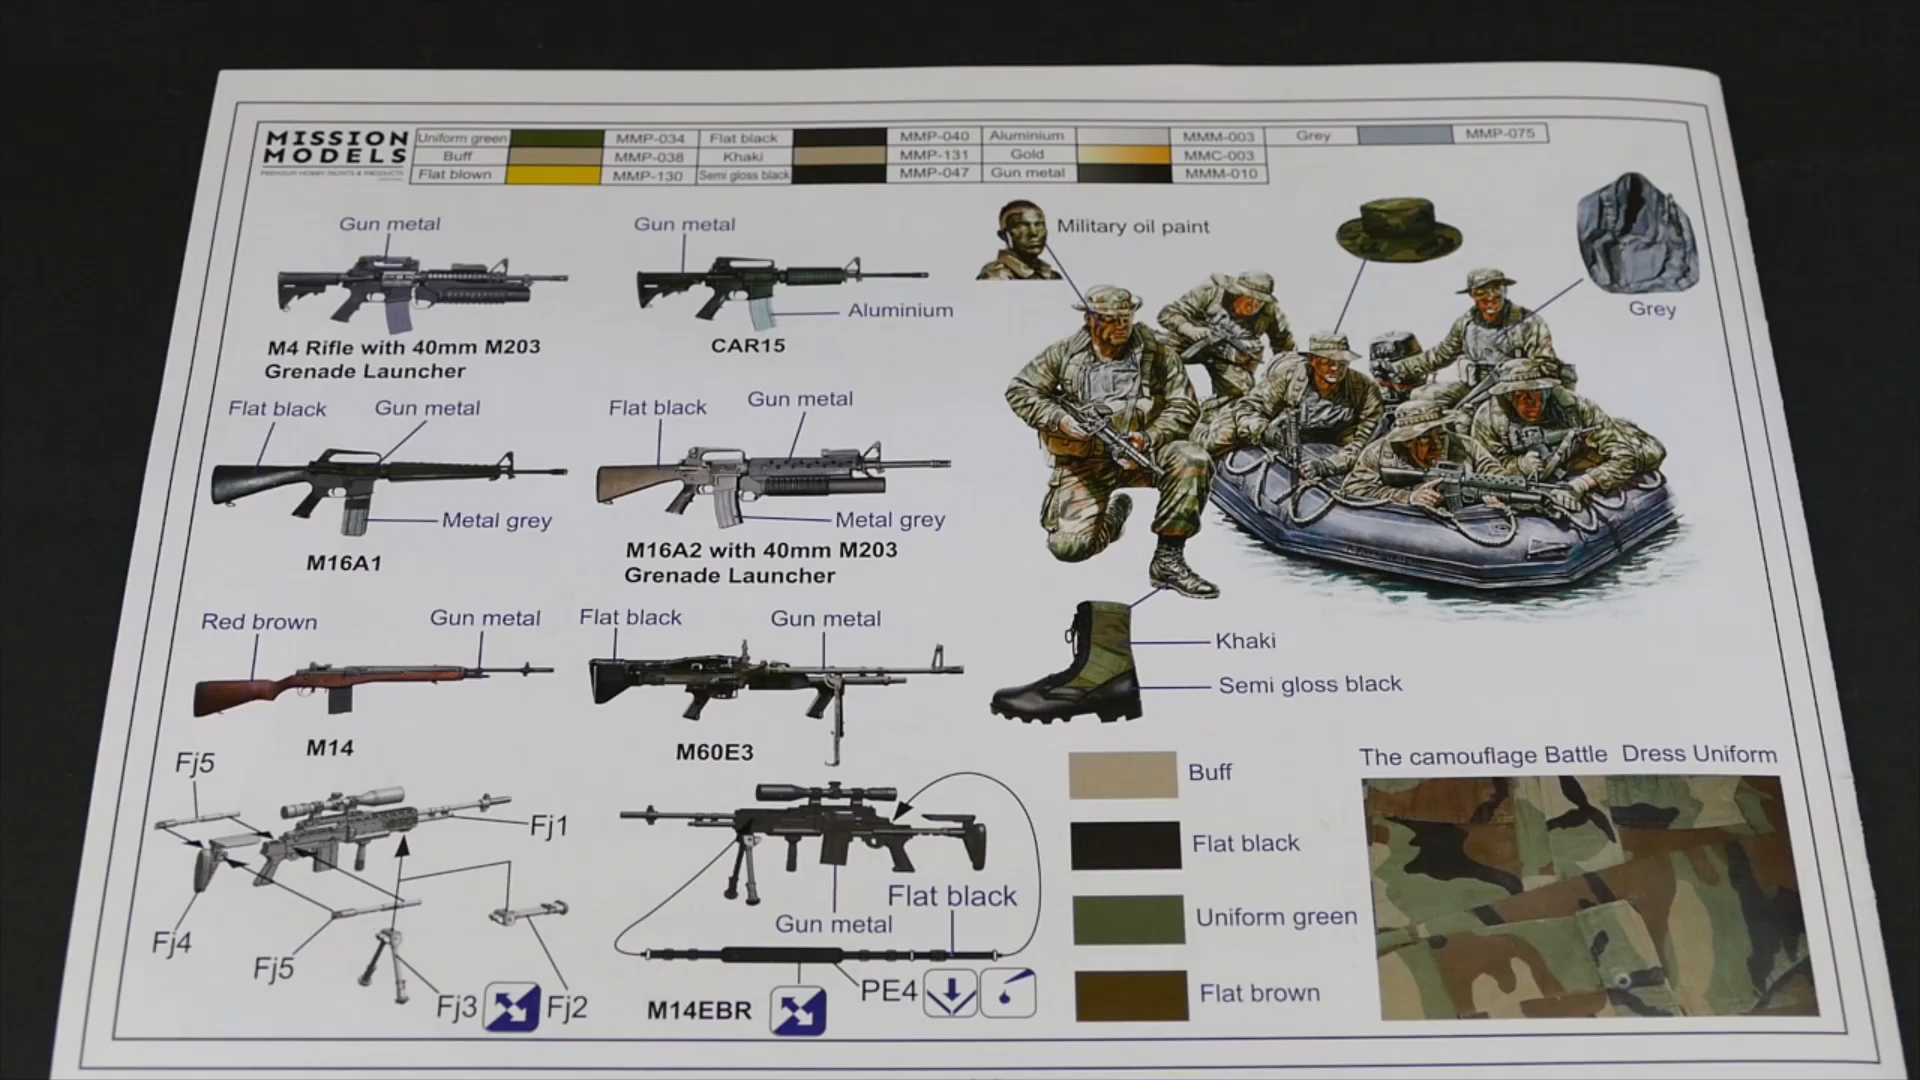 MISSION
MODELS
PREMIUM HOBBY PAINTS & PRODUCTS
Uniform green MMP-034 Flat black MMP-040 Aluminium MMM-003 Grey MMP-075
Buff MMP-038 Khaki MMP-131 Gold MMC-003
Flat blown MMP-130 Semi gloss black MMP-047 Gun metal MMM-010
Gun metal
M4 Rifle with 40mm M203
Grenade Launcher
Gun metal
Aluminium
CAR15
Military oil paint
Grey
Flat black Gun metal
Metal grey
M16A1
Flat black Gun metal
Metal grey
M16A2 with 40mm M203
Grenade Launcher
Red brown Gun metal
M14
Flat black Gun metal
M60E3
Khaki
Semi gloss black
Fj5
Fj1
Fj4
Fj5
Fj3
Fj2
Flat black
Gun metal
PE4
M14EBR
Buff
Flat black
Uniform green
Flat brown
The camouflage Battle Dress Uniform